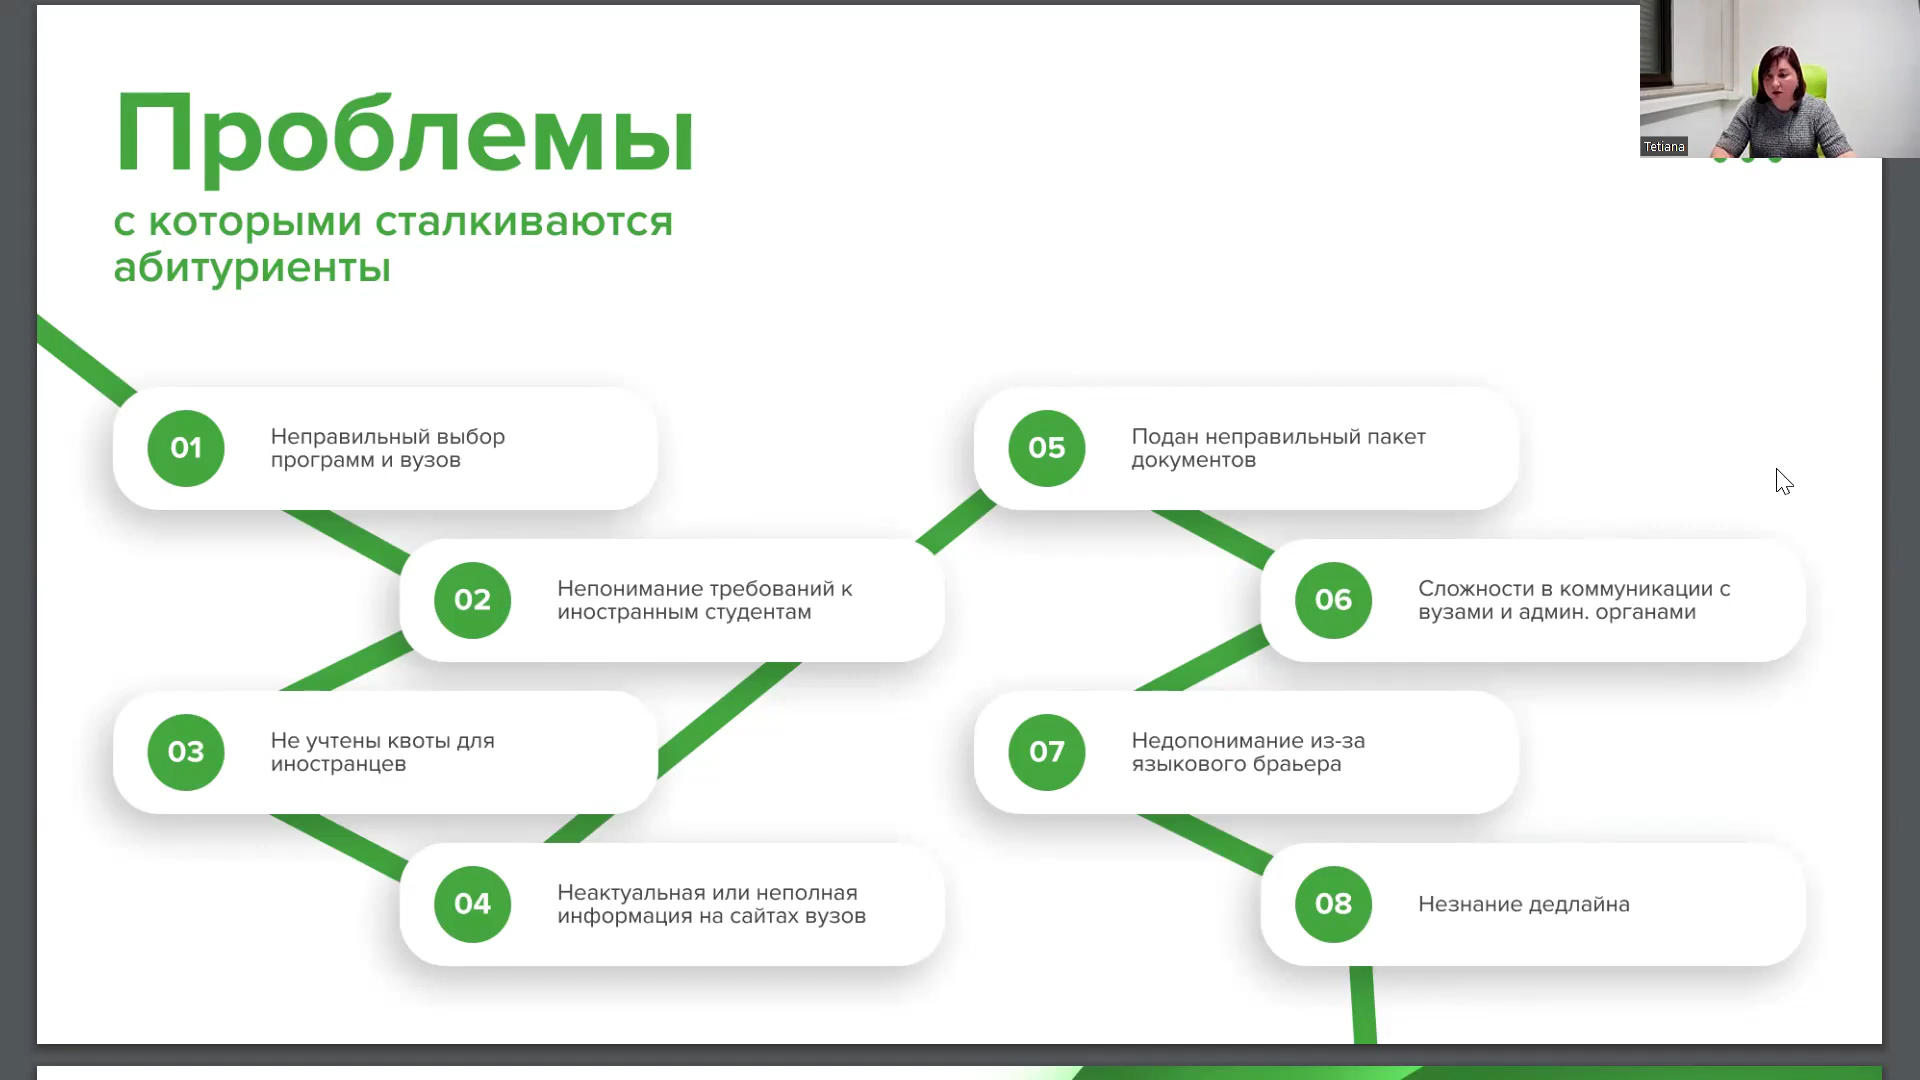 Проблемы
с которыми сталкиваются
абитуриенты
Tetiana
01
Неправильный выбор
программ и вузов
02
Непонимание требований к
иностранным студентам
03
Не учтены квоты для
иностранцев
04
Неактуальная или неполная
информация на сайтах вузов
05
Подан неправильный пакет
документов
06
Сложности в коммуникации с
вузами и админ. органами
07
Недопонимание из-за
языкового браьера
08
Незнание дедлайна